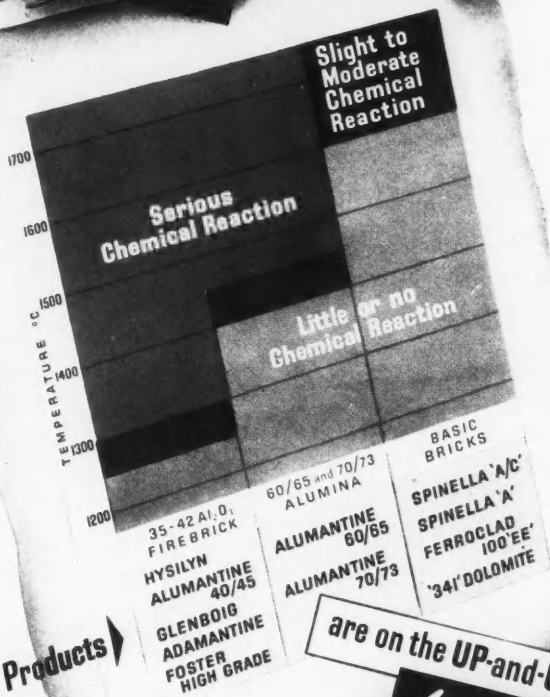 Slight to
Moderate
Chemical
Reaction
Serious
Chemical Reaction
Little or no
Chemical Reaction
TEMPERATURE °C
1700
1600
1500
1400
1300
1200
35-42 Al₂O₃
FIREBRICK
HYSILYN
ALUMANTINE
40/45
GLENBOIG
ADAMANTINE
FOSTER
HIGH GRADE
60/65 and 70/73
ALUMINA
ALUMANTINE
60/65
ALUMANTINE
70/73
BASIC
BRICKS
SPINELLA 'A/C'
SPINELLA 'A'
FERROCLAD
100 'EE'
'341' DOLOMITE
Products
are on the UP-and-